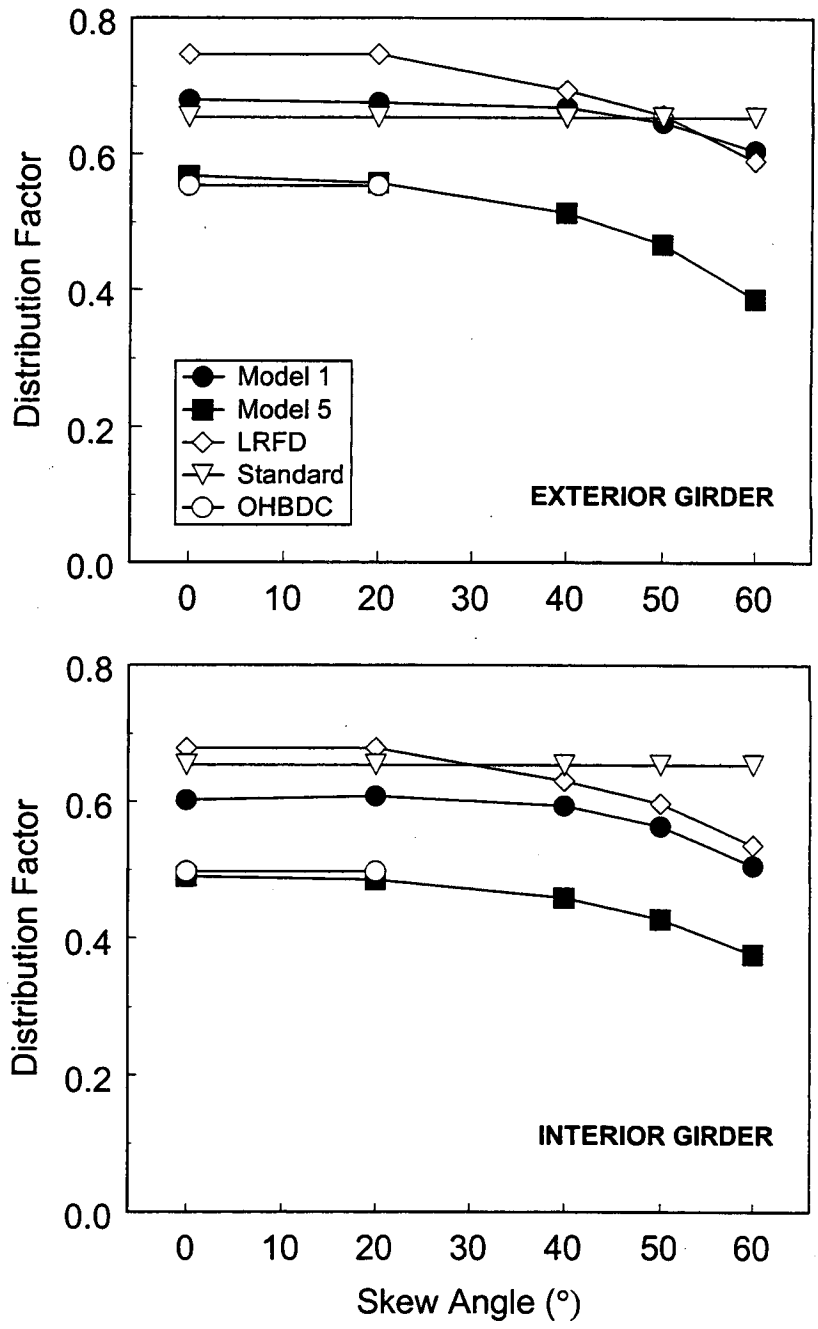 0.8
0.6
0.4
0.2
0.0
Distribution Factor
Model 1
Model 5
LRFD
Standard
OHBDC
EXTERIOR GIRDER
0 10 20 30 40 50 60
0.8
0.6
0.4
0.2
0.0
Distribution Factor
INTERIOR GIRDER
0 10 20 30 40 50 60
Skew Angle (°)